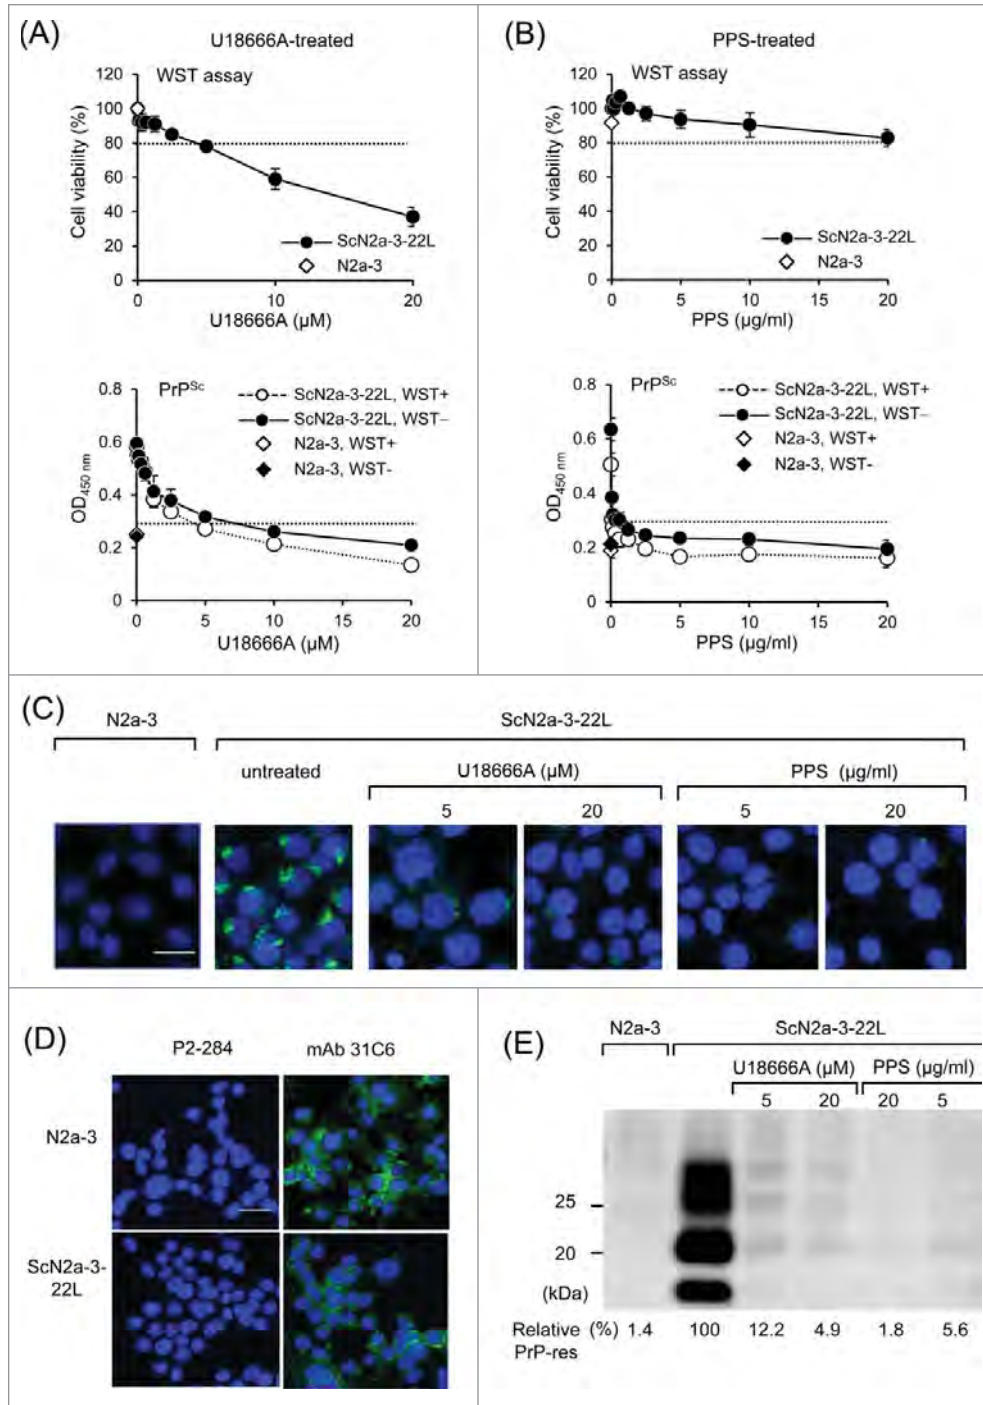 (A)
U18666A-treated
WST assay
120
100
80
60
40
20
0
Cell viability (%)
ScN2a-3-22L
N2a-3
0 10 20
U18666A (µM)
PrPSc
0.8
0.6
0.4
0.2
0
OD450 nm
ScN2a-3-22L, WST+
ScN2a-3-22L, WST−
N2a-3, WST+
N2a-3, WST-
0 5 10 15 20
U18666A (µM)
(B)
PPS-treated
WST assay
120
100
80
60
40
20
0
Cell viability (%)
ScN2a-3-22L
N2a-3
0 5 10 15 20
PPS (µg/ml)
PrPSc
0.8
0.6
0.4
0.2
0
OD450 nm
ScN2a-3-22L, WST+
ScN2a-3-22L, WST−
N2a-3, WST+
N2a-3, WST-
0 5 10 15 20
PPS (µg/ml)
(C)
N2a-3 ScN2a-3-22L
untreated U18666A (µM) PPS (µg/ml)
5 20 5 20
(D)
P2-284 mAb 31C6
N2a-3
ScN2a-3-
22L
(E)
N2a-3 ScN2a-3-22L
U18666A (µM) PPS (µg/ml)
5 20 20 5
25
20
(kDa)
Relative (%) 1.4 100 12.2 4.9 1.8 5.6
PrP-res